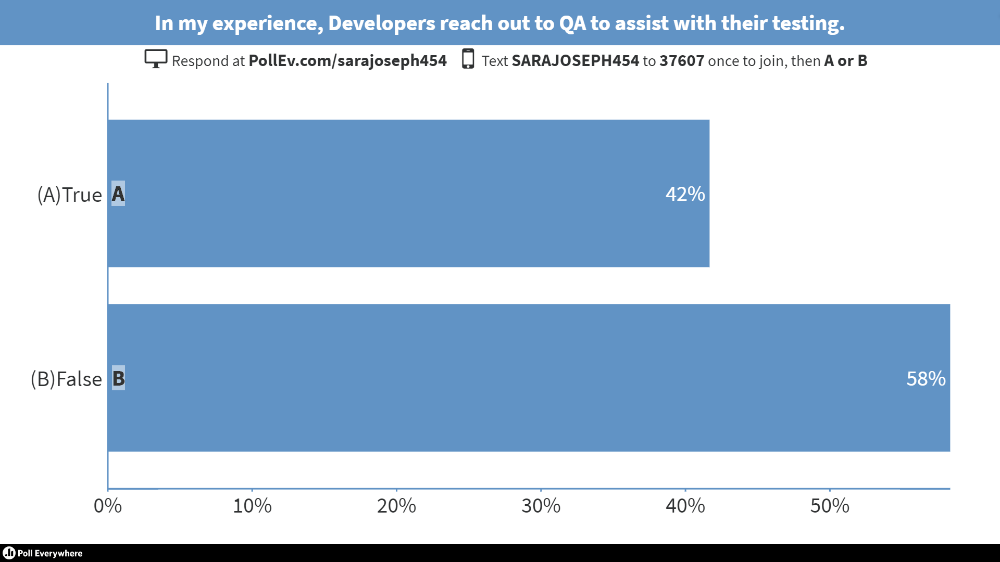 In my experience, Developers reach out to QA to assist with their testing.
Respond at PollEv.com/sarajoseph454 Text SARAJOSEPH454 to 37607 once to join, then A or B
(A)True A 42%
(B)False B 58%
0% 10% 20% 30% 40% 50%
Poll Everywhere